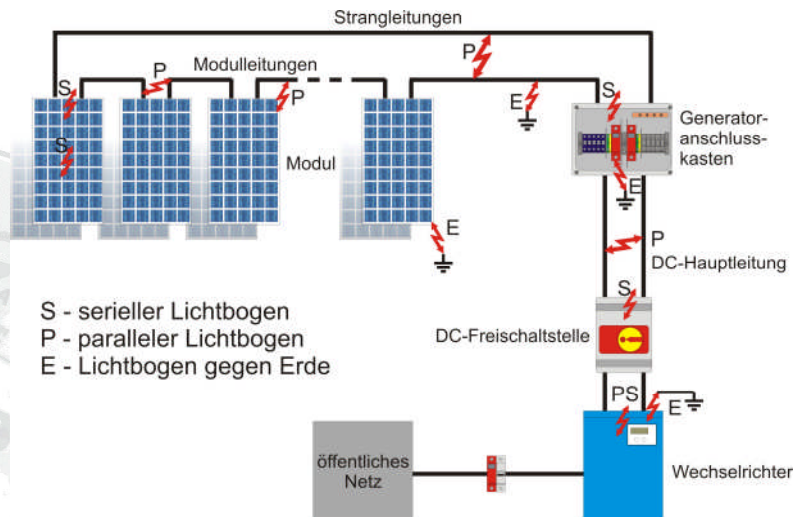 Strangleitungen
P
Modulleitungen
S
P
P
E
S
Generator-
anschluss-
kasten
S
Modul
E
E
P
DC-Hauptleitung
S
S - serieller Lichtbogen
P - paralleler Lichtbogen
E - Lichtbogen gegen Erde
DC-Freischaltstelle
PS
E
öffentliches
Netz
Wechselrichter